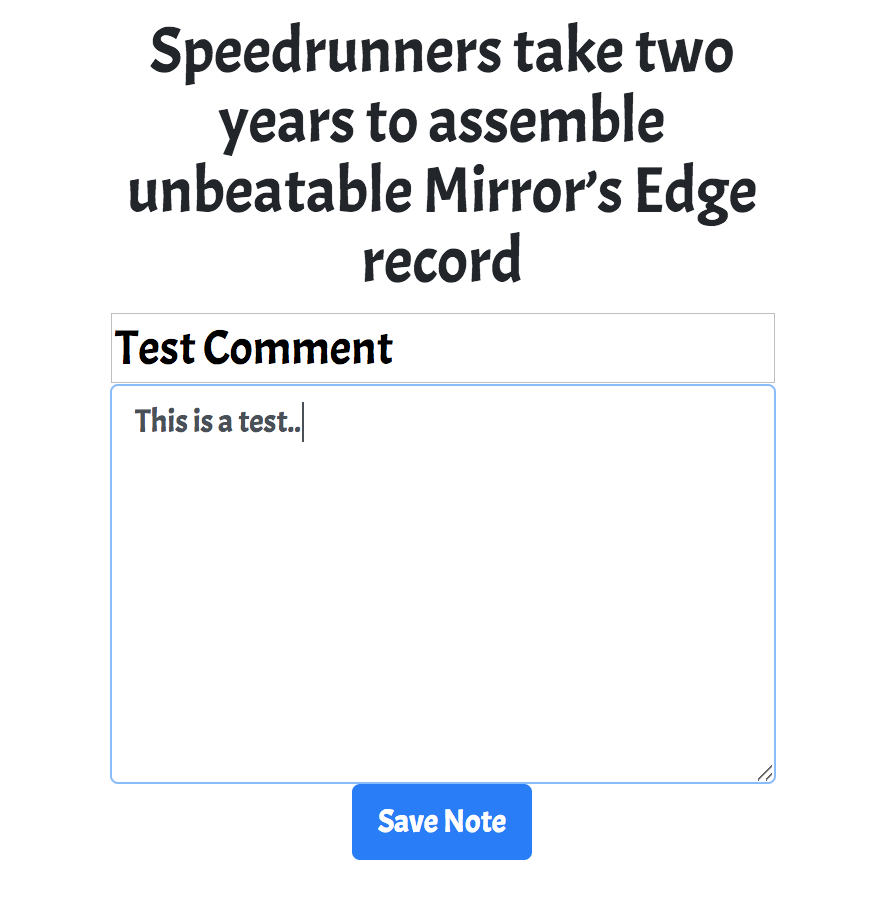 Speedrunners take two
years to assemble
unbeatable Mirror’s Edge
record
Test Comment
This is a test..
Save Note